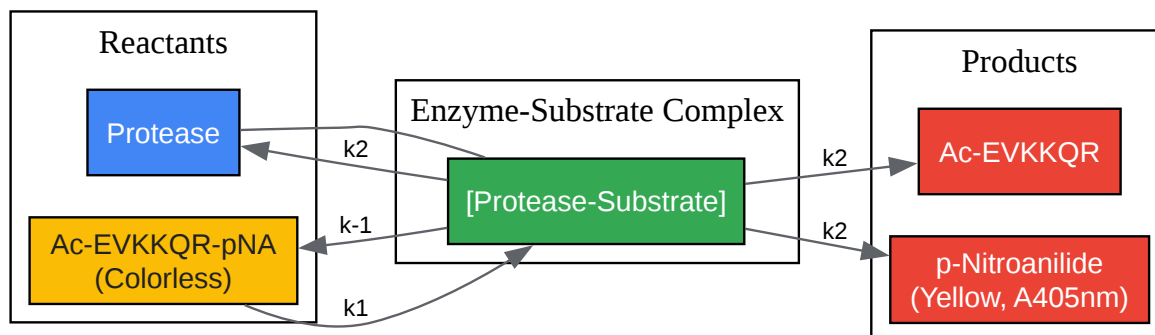 Reactants
Protease
Ac-EVKKQR-pNA
(Colorless)
Enzyme-Substrate Complex
[Protease-Substrate]
k2
k-1
k1
k2
k2
Products
Ac-EVKKQR
p-Nitroanilide
(Yellow, A405nm)